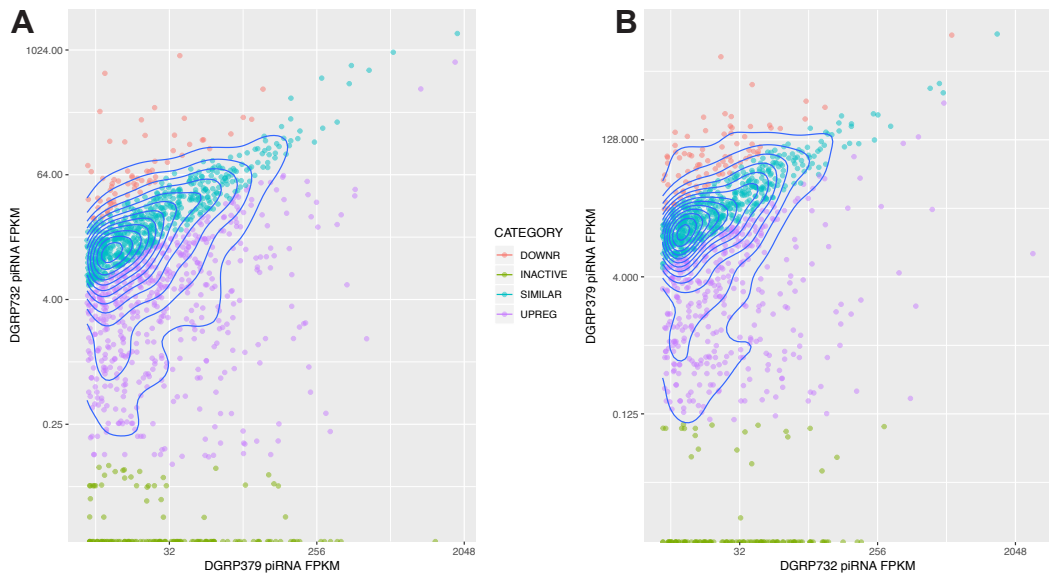 A
B
1024.00
64.00
4.00
0.25
DGRP732 piRNA FPKM
32
256
2048
DGRP379 piRNA FPKM
CATEGORY
DOWNR
INACTIVE
SIMILAR
UPREG
128.000
4.000
0.125
DGRP379 piRNA FPKM
32
256
2048
DGRP732 piRNA FPKM